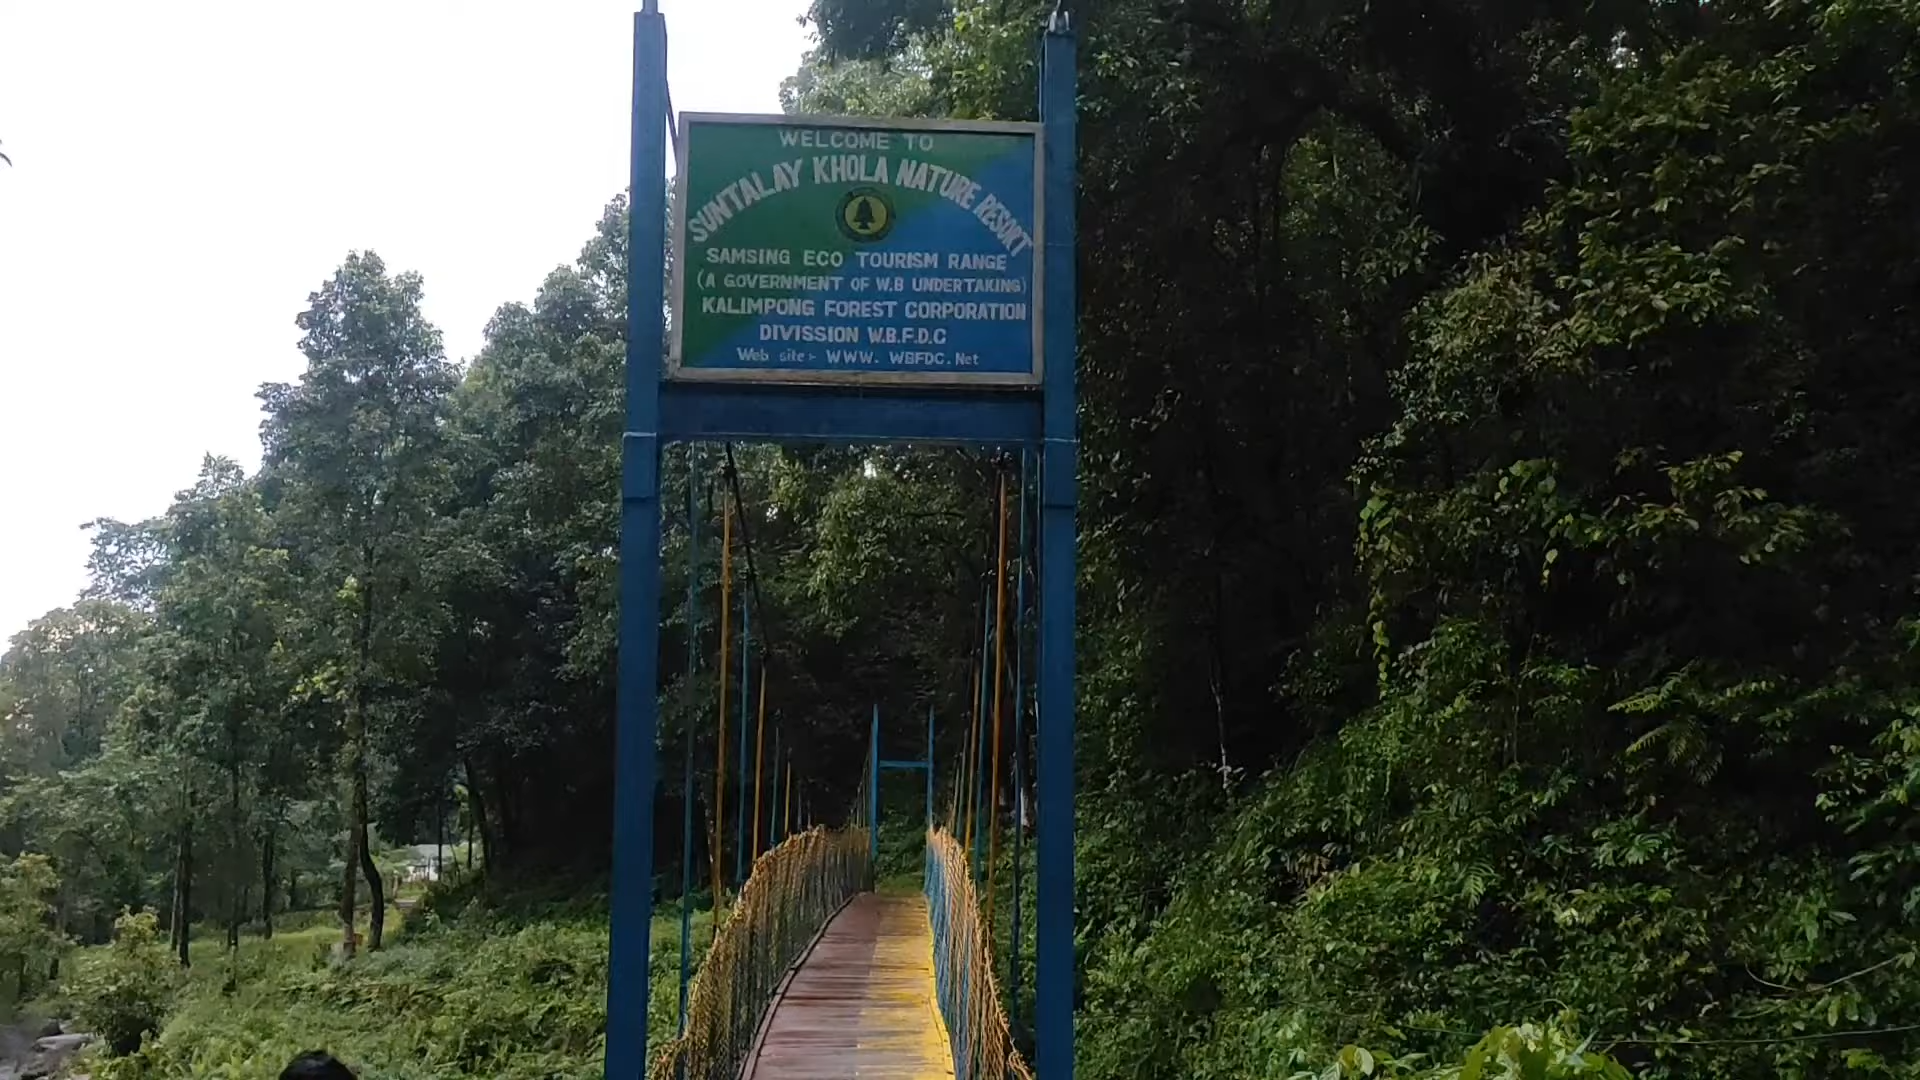 WELCOME TO
SUNTALAY KHOLA NATURE RESORT
SAMSING ECO TOURISM RANGE
(A GOVERNMENT OF W.B UNDERTAKING)
KALIMPONG FOREST CORPORATION
DIVISSION W.B.F.D.C
Web site:- WWW. WBFDC.Net